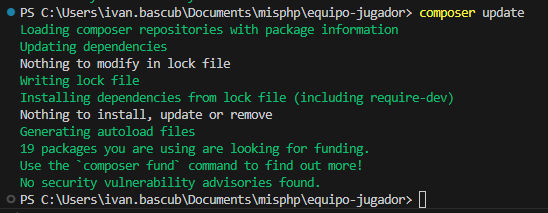 PS C:\Users\ivan.bascub\Documents\misphp\equipo-jugador> composer update
Loading composer repositories with package information
Updating dependencies
Nothing to modify in lock file
Writing lock file
Installing dependencies from lock file (including require-dev)
Nothing to install, update or remove
Generating autoload files
19 packages you are using are looking for funding.
Use the `composer fund` command to find out more!
No security vulnerability advisories found.
PS C:\Users\ivan.bascub\Documents\misphp\equipo-jugador>